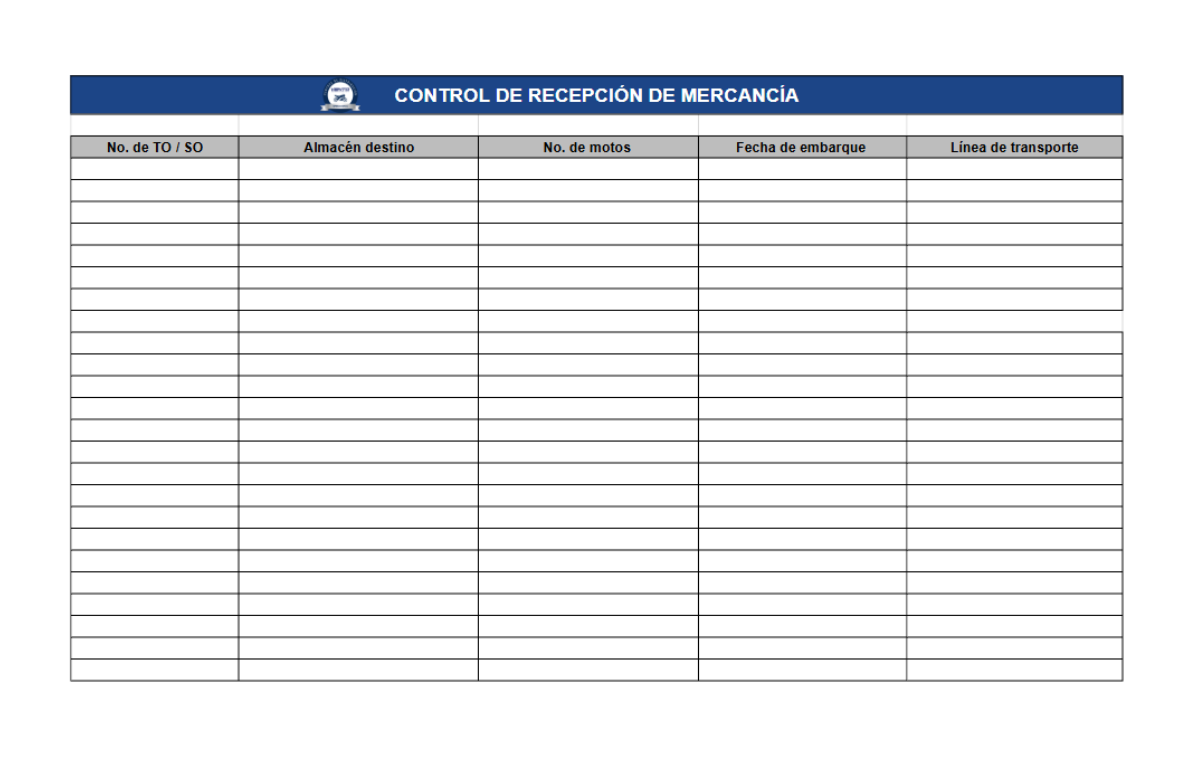 CONTROL DE RECEPCIÓN DE MERCANCÍA
No. de TO / SO Almacén destino No. de motos Fecha de embarque Línea de transporte